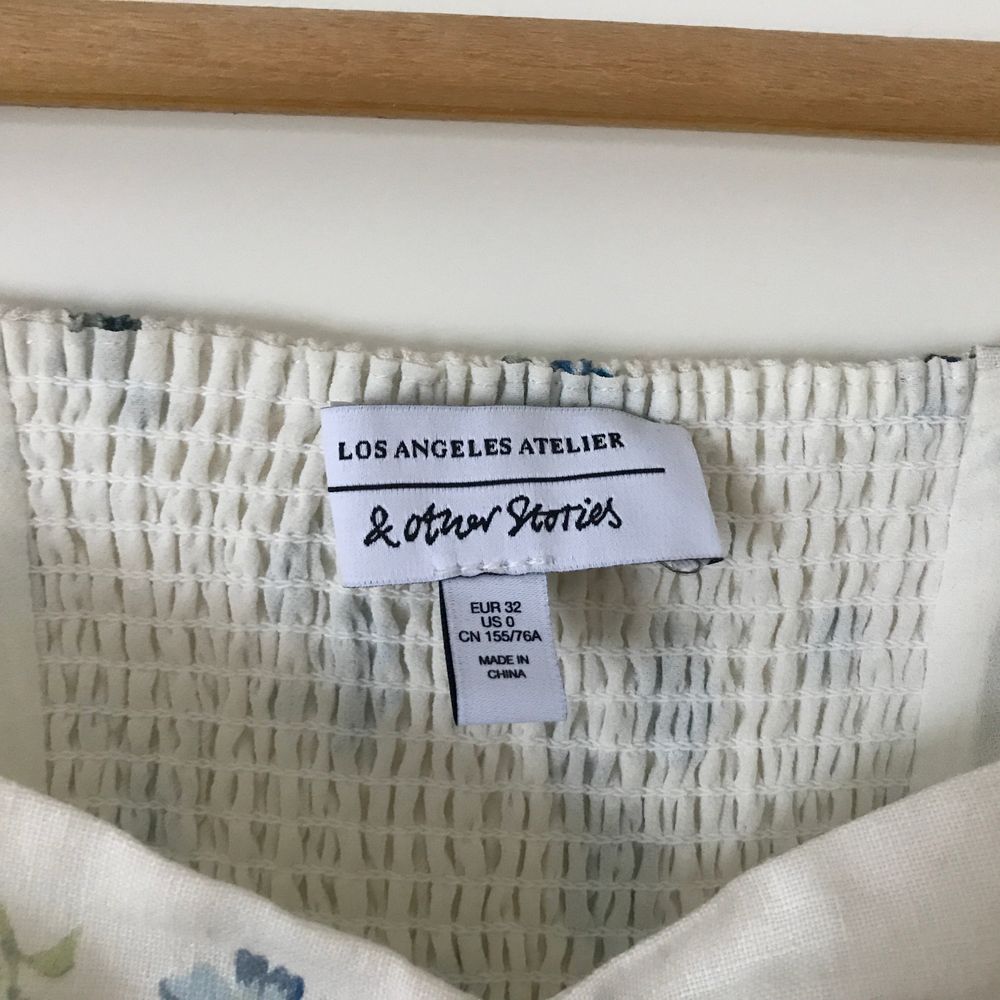 LOS ANGELES ATELIER
& other Stories
EUR 32
US 0
CN 155/76A
MADE IN
CHINA